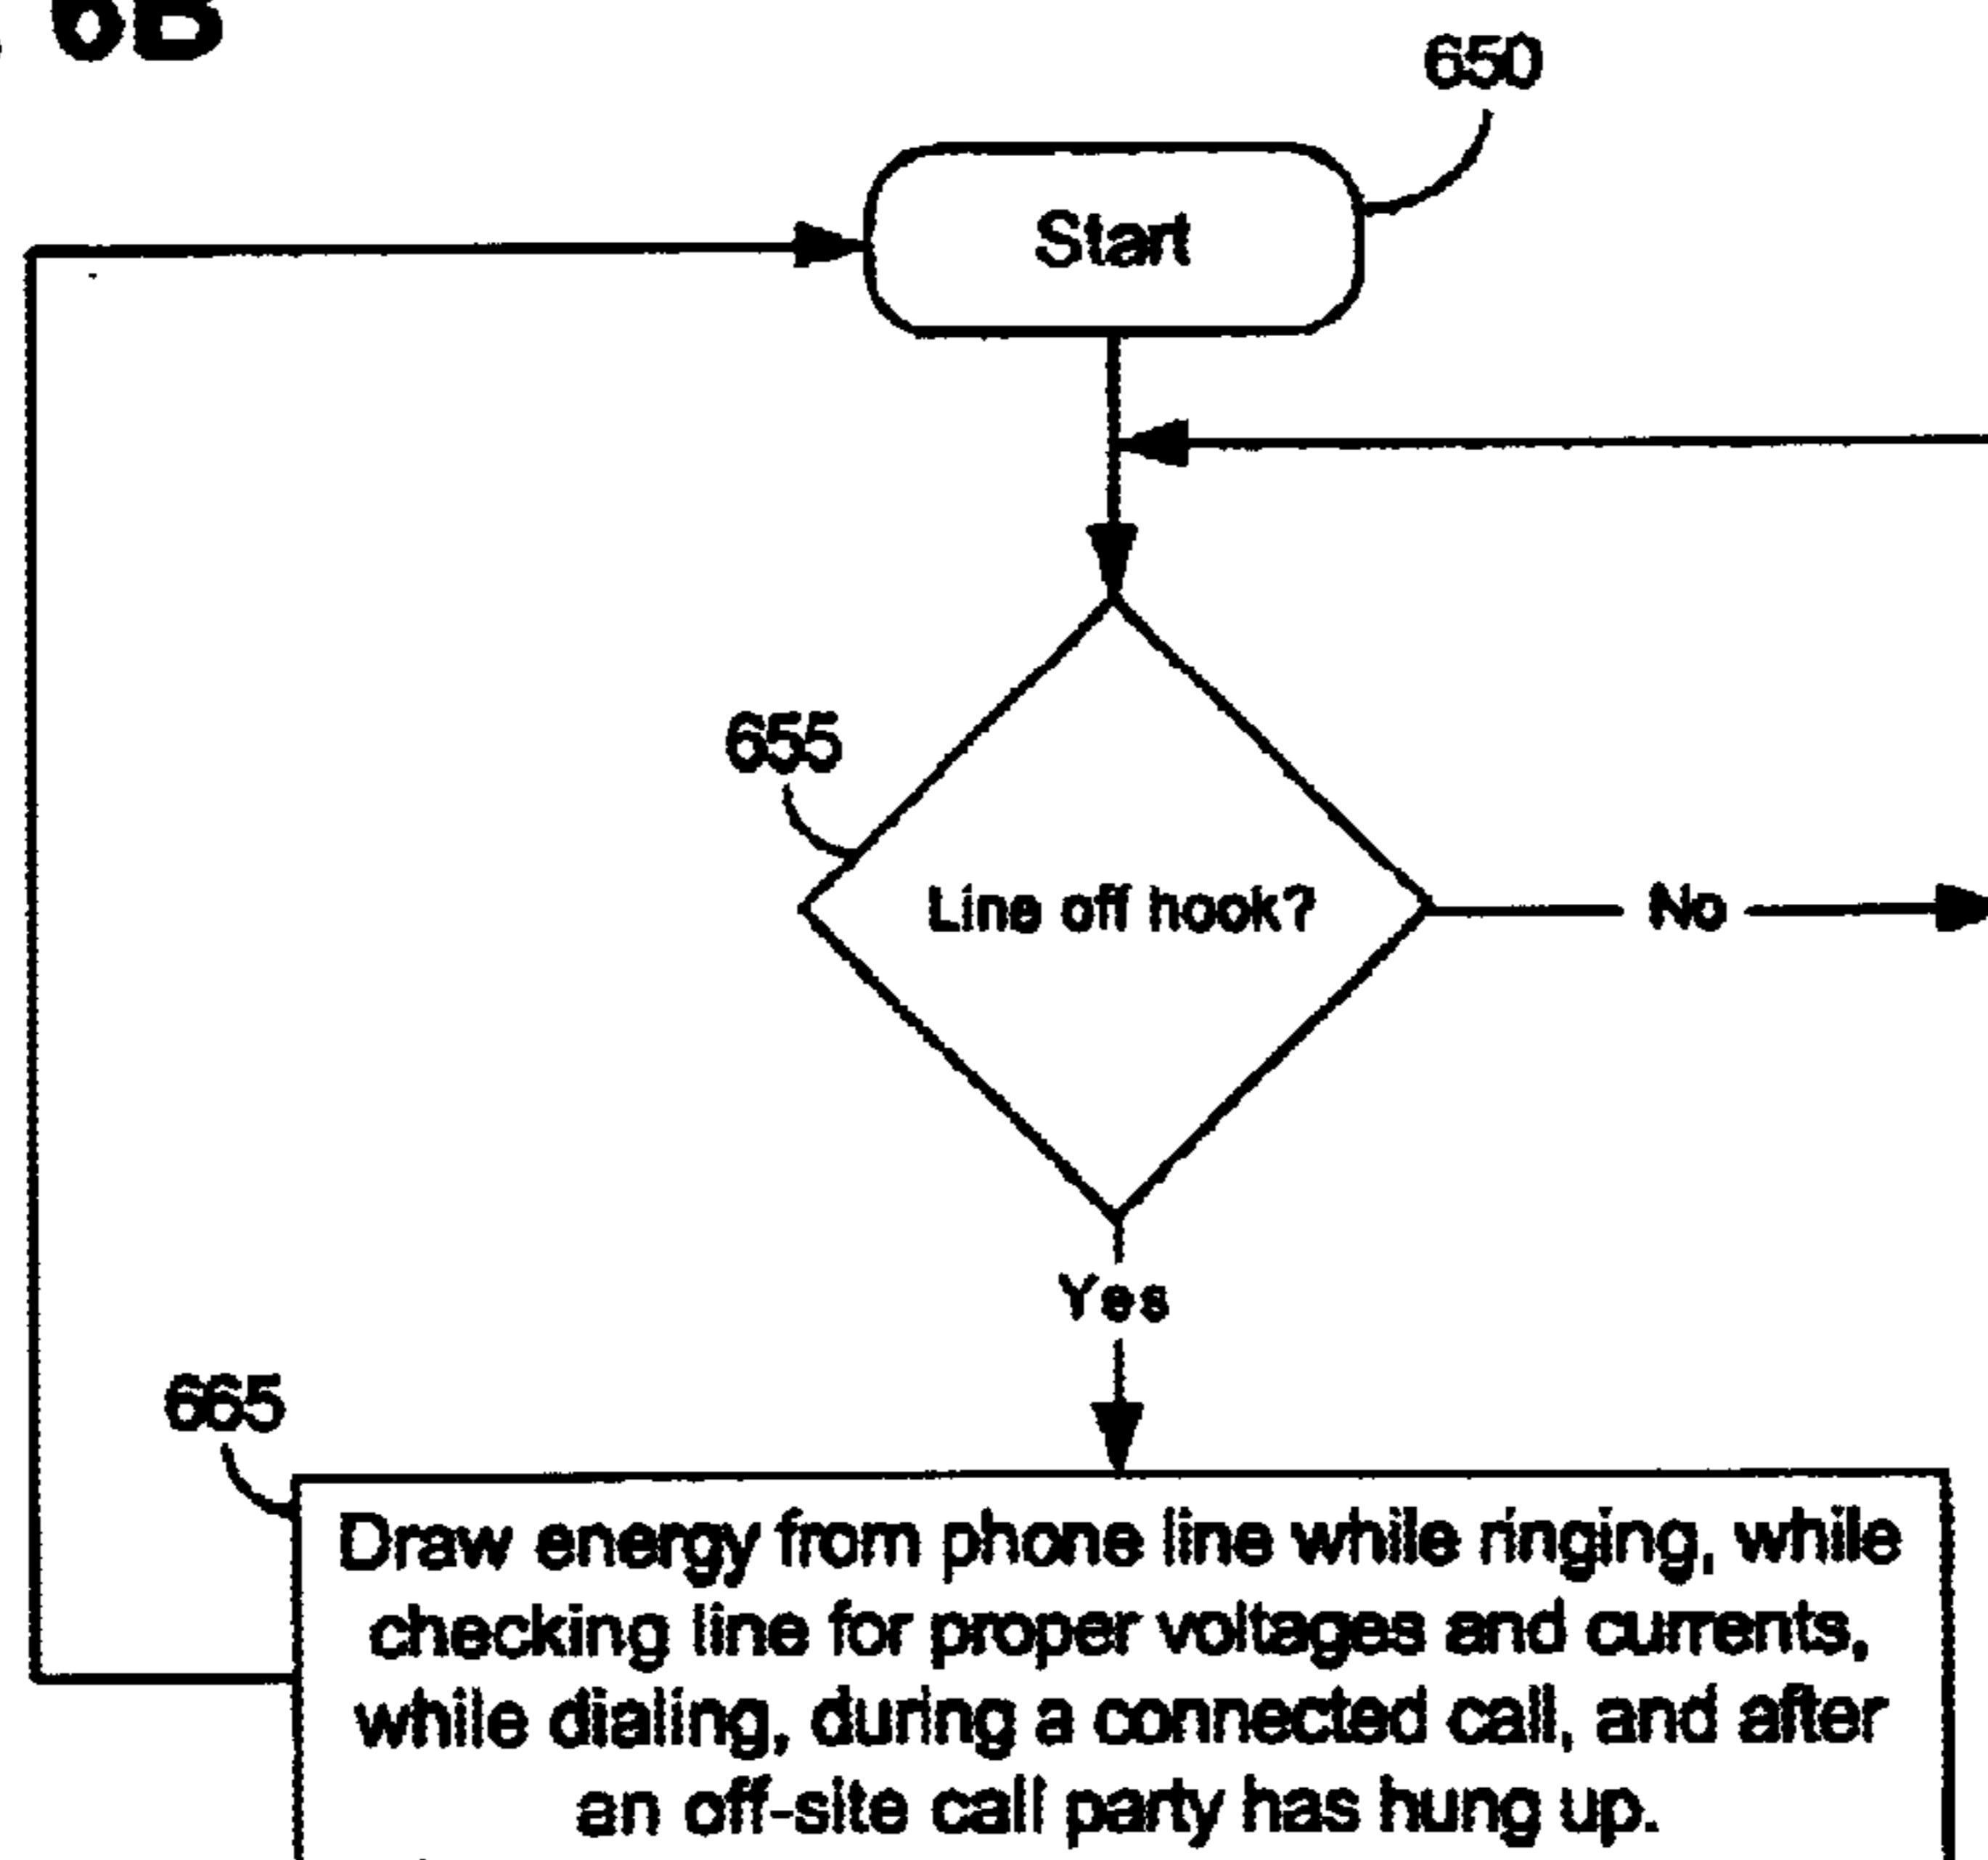 6B
650
Start
655
Line off hook?
No
Yes
665
Draw energy from phone line while ringing, while
checking line for proper voltages and currents,
while dialing, during a connected call, and after
an off-site call party has hung up.